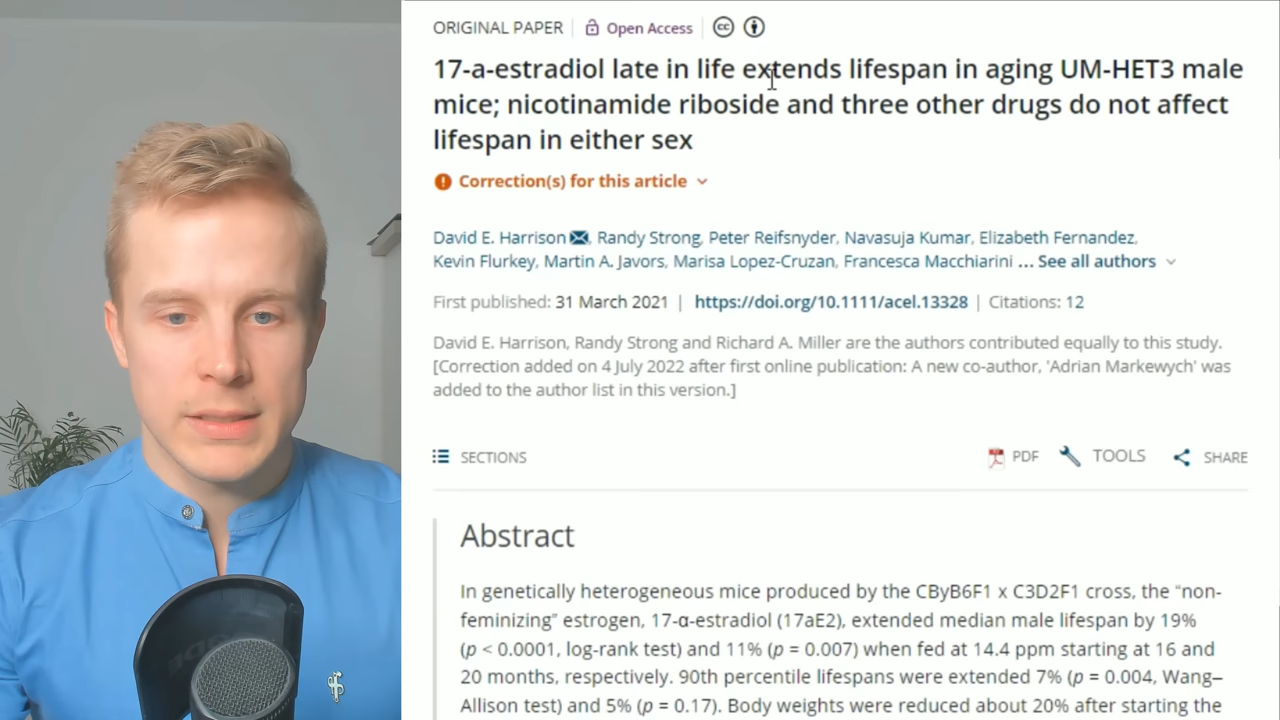 ORIGINAL PAPER
Open Access
17-a-estradiol late in life extends lifespan in aging UM-HET3 male
mice; nicotinamide riboside and three other drugs do not affect
lifespan in either sex
Correction(s) for this article
David E. Harrison, Randy Strong, Peter Reifsnyder, Navasuja Kumar, Elizabeth Fernandez,
Kevin Flurkey, Martin A. Javors, Marisa Lopez-Cruzan, Francesca Macchiarini ... See all authors
First published: 31 March 2021 | https://doi.org/10.1111/acel.13328 | Citations: 12
David E. Harrison, Randy Strong and Richard A. Miller are the authors contributed equally to this study.
[Correction added on 4 July 2022 after first online publication: A new co-author, 'Adrian Markewych' was
added to the author list in this version.]
SECTIONS
PDF
TOOLS
SHARE
Abstract
In genetically heterogeneous mice produced by the CByB6F1 x C3D2F1 cross, the “non-
feminizing” estrogen, 17-α-estradiol (17aE2), extended median male lifespan by 19%
(p < 0.0001, log-rank test) and 11% (p = 0.007) when fed at 14.4 ppm starting at 16 and
20 months, respectively. 90th percentile lifespans were extended 7% (p = 0.004, Wang–
Allison test) and 5% (p = 0.17). Body weights were reduced about 20% after starting the